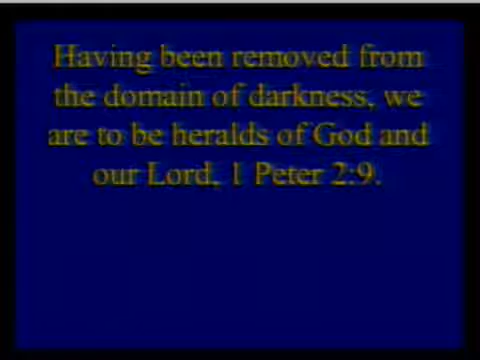 Having been removed from
the domain of darkness, we
are to be heralds of God and
our Lord, 1 Peter 2:9.